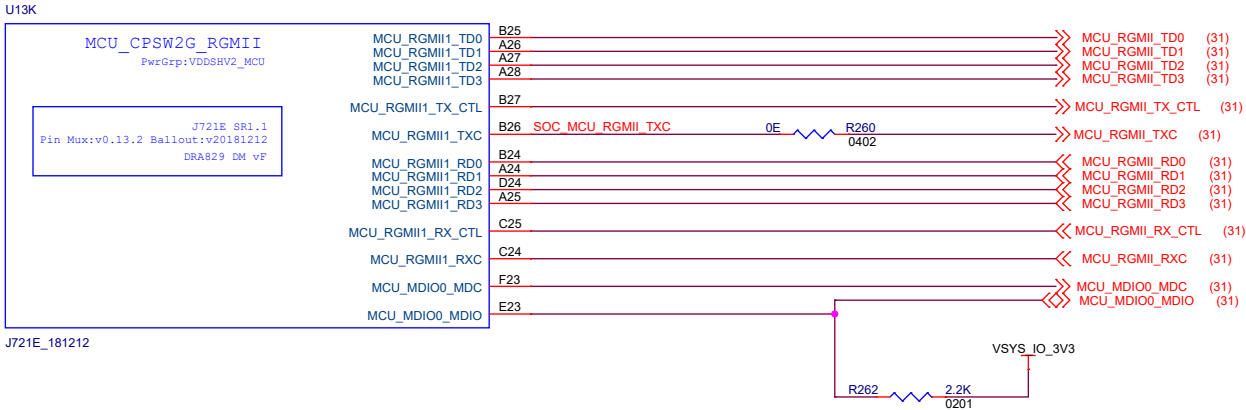 U13K
MCU_CPSW2G_RGMII
PwrGrp:VDDSHV2_MCU
J721E SR1.1
Pin Mux:v0.13.2 Ballout:v20181212
DRA829 DM vF
MCU_RGMII1_TD0 B25 MCU_RGMII_TD0 (31)
MCU_RGMII1_TD1 A26 MCU_RGMII_TD1 (31)
MCU_RGMII1_TD2 A27 MCU_RGMII_TD2 (31)
MCU_RGMII1_TD3 A28 MCU_RGMII_TD3 (31)
MCU_RGMII1_TX_CTL B27 MCU_RGMII_TX_CTL (31)
MCU_RGMII1_TXC B26 SOC_MCU_RGMII_TXC 0E R260 MCU_RGMII_TXC (31)
0402
MCU_RGMII1_RD0 B24 MCU_RGMII_RD0 (31)
MCU_RGMII1_RD1 A24 MCU_RGMII_RD1 (31)
MCU_RGMII1_RD2 D24 MCU_RGMII_RD2 (31)
MCU_RGMII1_RD3 A25 MCU_RGMII_RD3 (31)
MCU_RGMII1_RX_CTL C25 MCU_RGMII_RX_CTL (31)
MCU_RGMII1_RXC C24 MCU_RGMII_RXC (31)
MCU_MDIO0_MDC F23 MCU_MDIO0_MDC (31)
MCU_MDIO0_MDIO E23 MCU_MDIO0_MDIO (31)
J721E_181212
VSYS_IO_3V3
R262 2.2K
0201